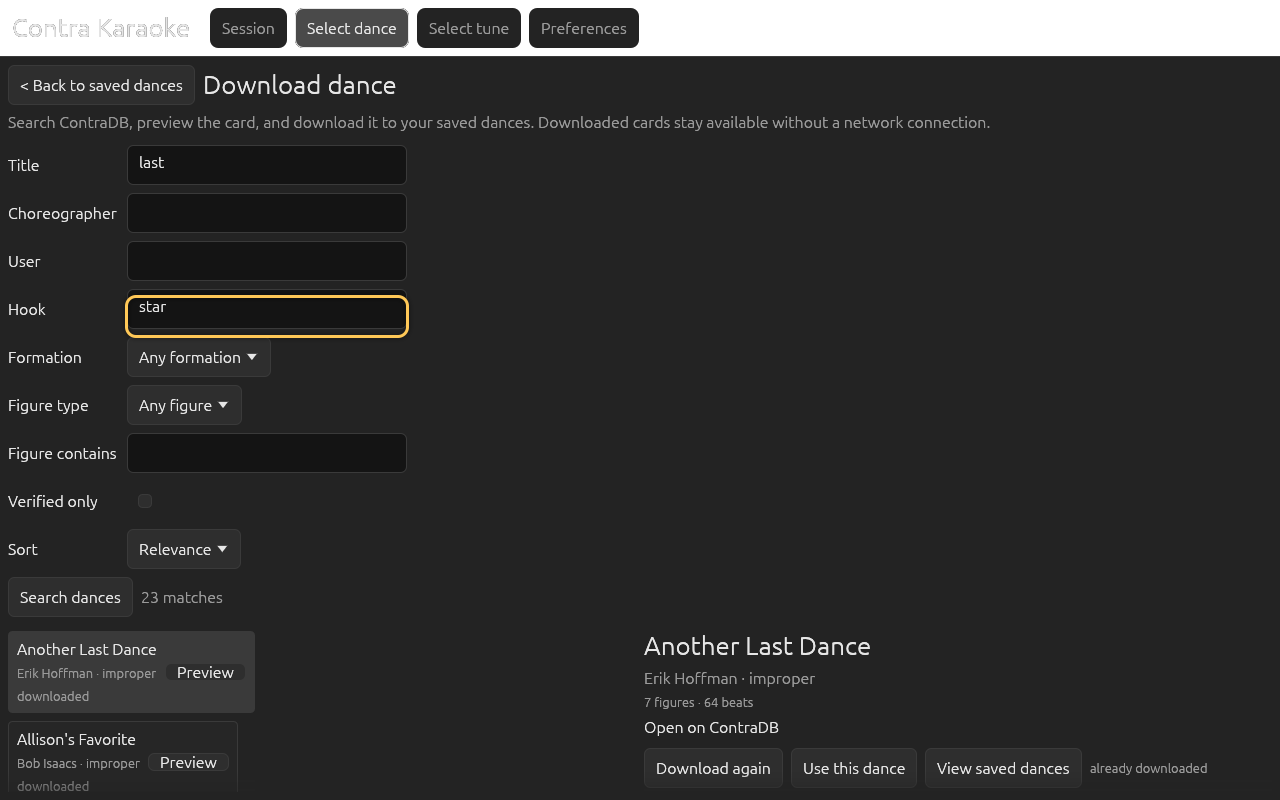 Contra Karaoke Session Select dance Select tune Preferences
< Back to saved dances Download dance
Search ContraDB, preview the card, and download it to your saved dances. Downloaded cards stay available without a network connection.
Title last
Choreographer
User
Hook star
Formation Any formation
Figure type Any figure
Figure contains
Verified only
Sort Relevance
Search dances 23 matches
Another Last Dance
Erik Hoffman · improper Preview
downloaded
Allison's Favorite
Bob Isaacs · improper Preview
downloaded
Another Last Dance
Erik Hoffman · improper
7 figures · 64 beats
Open on ContraDB
Download again Use this dance View saved dances already downloaded